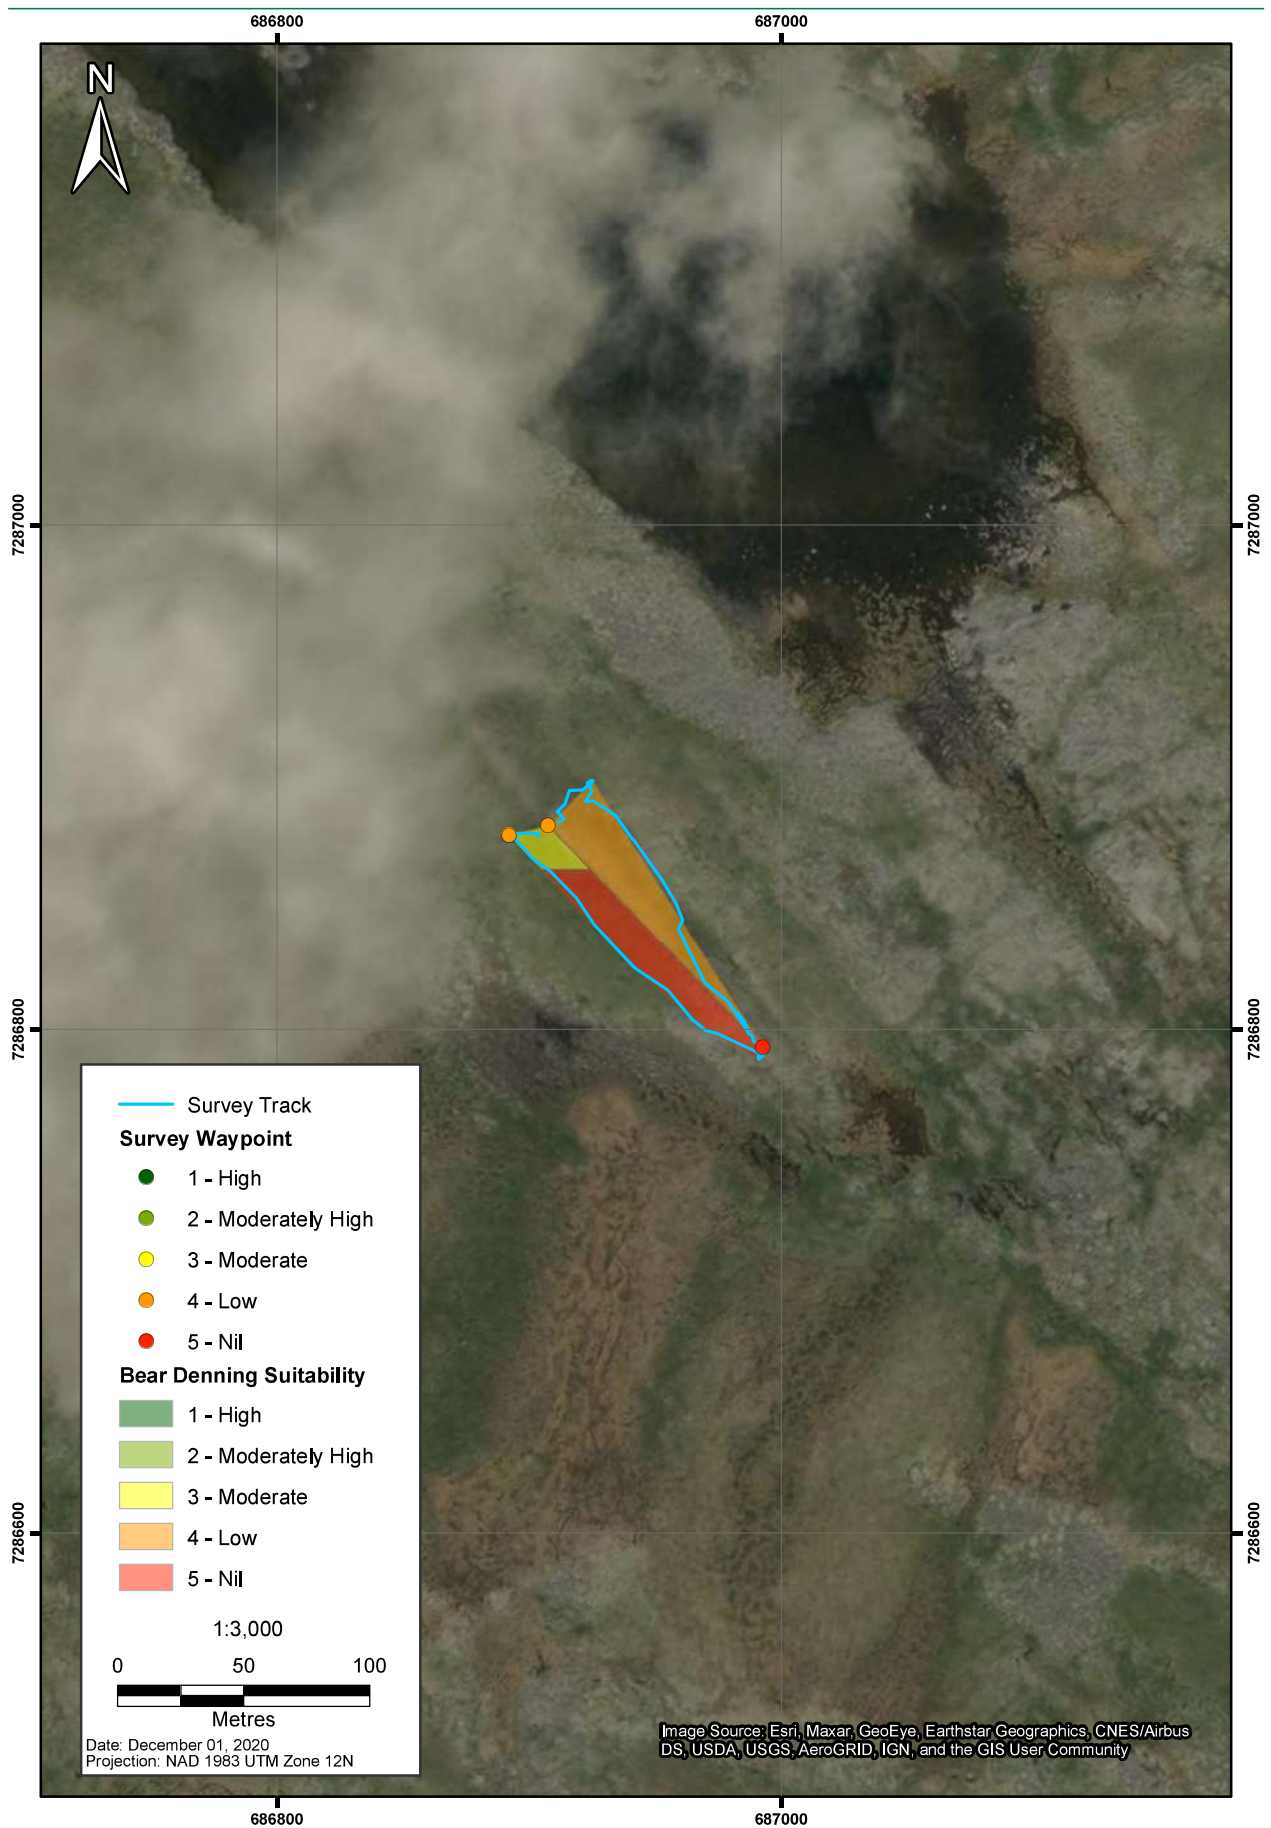 686800 687000
N
7287000 7287000
7286800 7286800
Survey Track
Survey Waypoint
1 - High
2 - Moderately High
3 - Moderate
4 - Low
5 - Nil
Bear Denning Suitability
1 - High
2 - Moderately High
3 - Moderate
4 - Low
5 - Nil
7286600 7286600
1:3,000
0 50 100
Metres
Date: December 01, 2020
Projection: NAD 1983 UTM Zone 12N
Image Source: Esri, Maxar, GeoEye, Earthstar Geographics, CNES/Airbus
DS, USDA, USGS, AeroGRID, IGN, and the GIS User Community
686800 687000